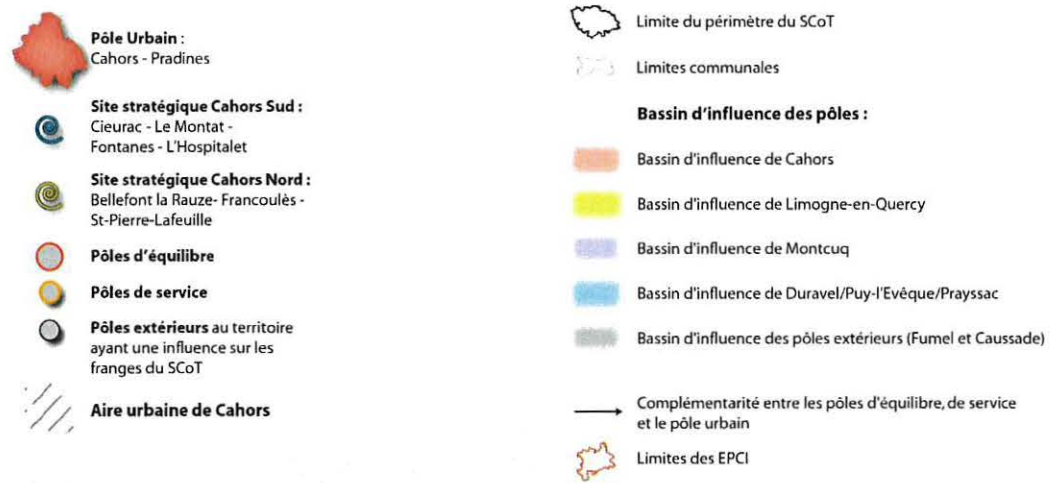 Pôle Urbain :
Cahors - Pradines
Site stratégique Cahors Sud :
Cieurac - Le Montat -
Fontanes - L'Hospitalet
Site stratégique Cahors Nord :
Bellefont la Rauze- Francoulès -
St-Pierre-Lafeuille
Pôles d'équilibre
Pôles de service
Pôles extérieurs au territoire
ayant une influence sur les
franges du SCoT
Aire urbaine de Cahors
Limite du périmètre du SCoT
Limites communales
Bassin d'influence des pôles :
Bassin d'influence de Cahors
Bassin d'influence de Limogne-en-Quercy
Bassin d'influence de Montcuq
Bassin d'influence de Duravel/Puy-l'Evêque/Prayssac
Bassin d'influence des pôles extérieurs (Fumel et Caussade)
Complémentarité entre les pôles d'équilibre, de service
et le pôle urbain
Limites des EPCI